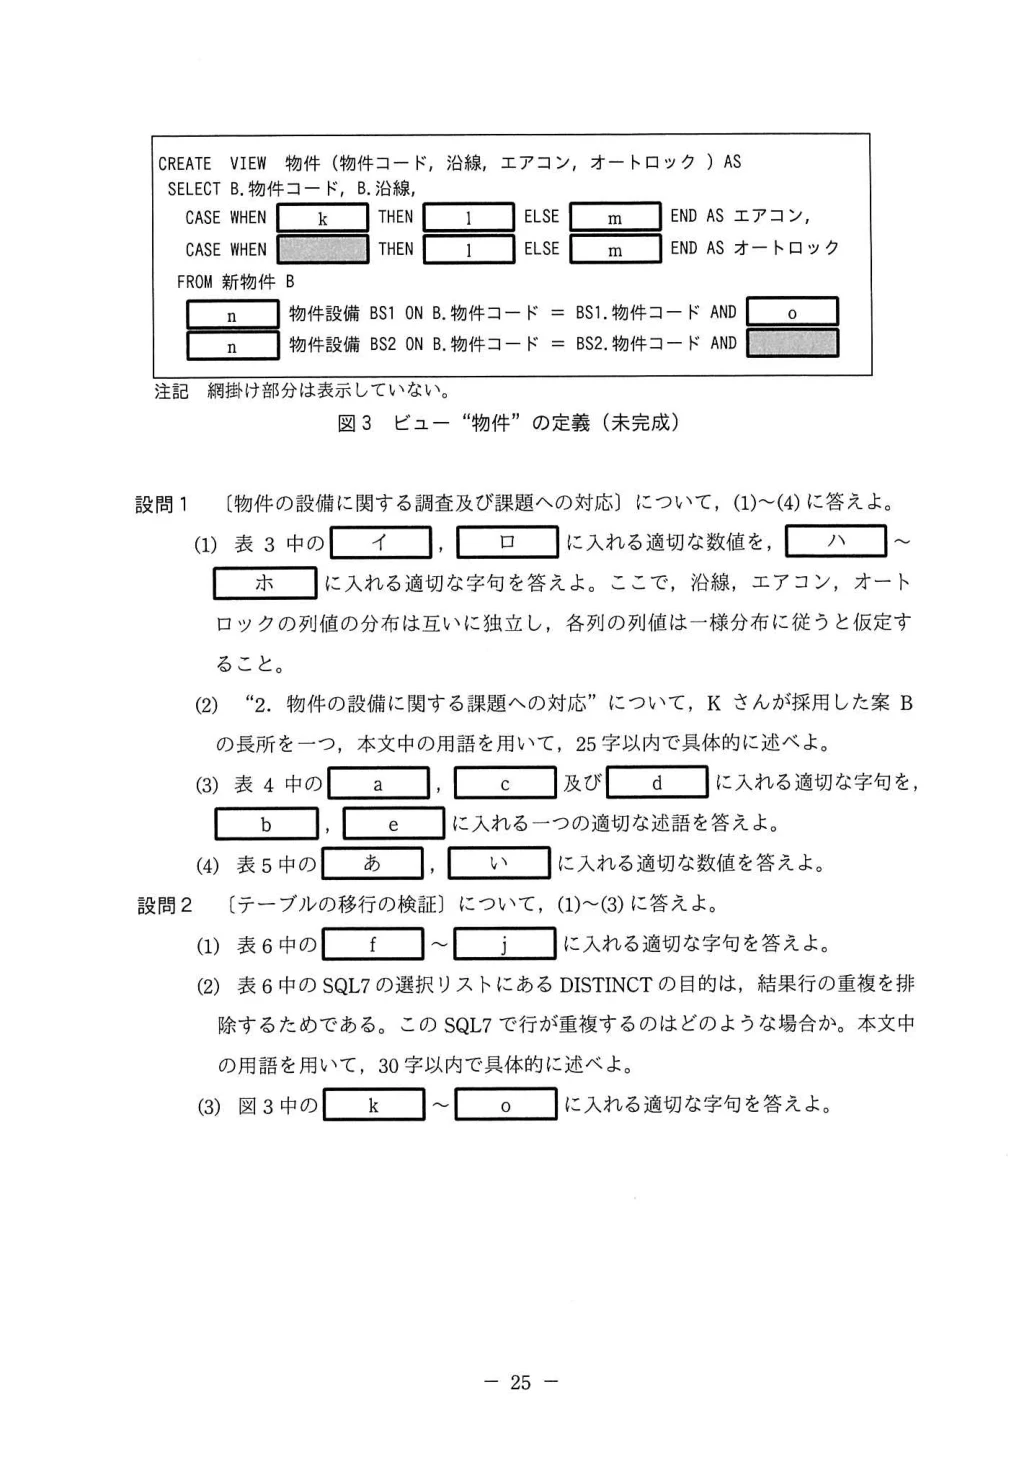 CREATE VIEW 物件（物件コード, 沿線, エアコン, オートロック ）AS
SELECT B.物件コード, B.沿線,
CASE WHEN k THEN l ELSE m END AS エアコン,
CASE WHEN THEN l ELSE m END AS オートロック
FROM 新物件 B
n 物件設備 BS1 ON B.物件コード ＝ BS1.物件コード AND o
n 物件設備 BS2 ON B.物件コード ＝ BS2.物件コード AND
注記　網掛け部分は表示していない。
図3　ビュー “物件” の定義（未完成）
設問1　〔物件の設備に関する調査及び課題への対応〕について，(1)～(4) に答えよ。
(1) 表 3 中の イ ， ロ に入れる適切な数値を， ハ ～
ホ に入れる適切な字句を答えよ。ここで，沿線，エアコン，オート
ロックの列値の分布は互いに独立し，各列の列値は一様分布に従うと仮定す
ること。
(2) “2. 物件の設備に関する課題への対応” について，K さんが採用した案 B
の長所を一つ，本文中の用語を用いて，25 字以内で具体的に述べよ。
(3) 表 4 中の a ， c 及び d に入れる適切な字句を，
b ， e に入れる一つの適切な述語を答えよ。
(4) 表 5 中の あ ， い に入れる適切な数値を答えよ。
設問2　〔テーブルの移行の検証〕について，(1)～(3) に答えよ。
(1) 表 6 中の f ～ j に入れる適切な字句を答えよ。
(2) 表 6 中の SQL7 の選択リストにある DISTINCT の目的は，結果行の重複を排
除するためである。この SQL7 で行が重複するのはどのような場合か。本文中
の用語を用いて，30 字以内で具体的に述べよ。
(3) 図 3 中の k ～ o に入れる適切な字句を答えよ。
－ 25 －